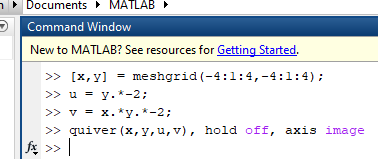 Documents MATLAB
Command Window
New to MATLAB? See resources for Getting Started.
>> [x,y] = meshgrid(-4:1:4,-4:1:4);
>> u = y.*-2;
>> v = x.*y.*-2;
>> quiver(x,y,u,v), hold off, axis image
fx >>